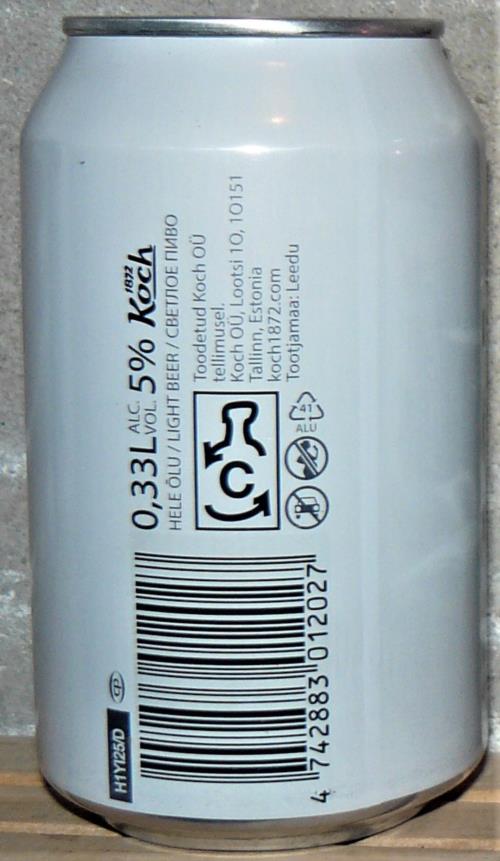 0,33L ALC. VOL. 5% 1872 Koch
HELE ÕLU / LIGHT BEER / СВЕТЛОЕ ПИВО
Toodetud Koch OÜ
tellimusel.
Koch OÜ, Lootsi 10, 10151
Tallinn, Estonia
koch1872.com
Tootjamaa: Leedu
41
ALU
4 742883 012027
H1Y125/D